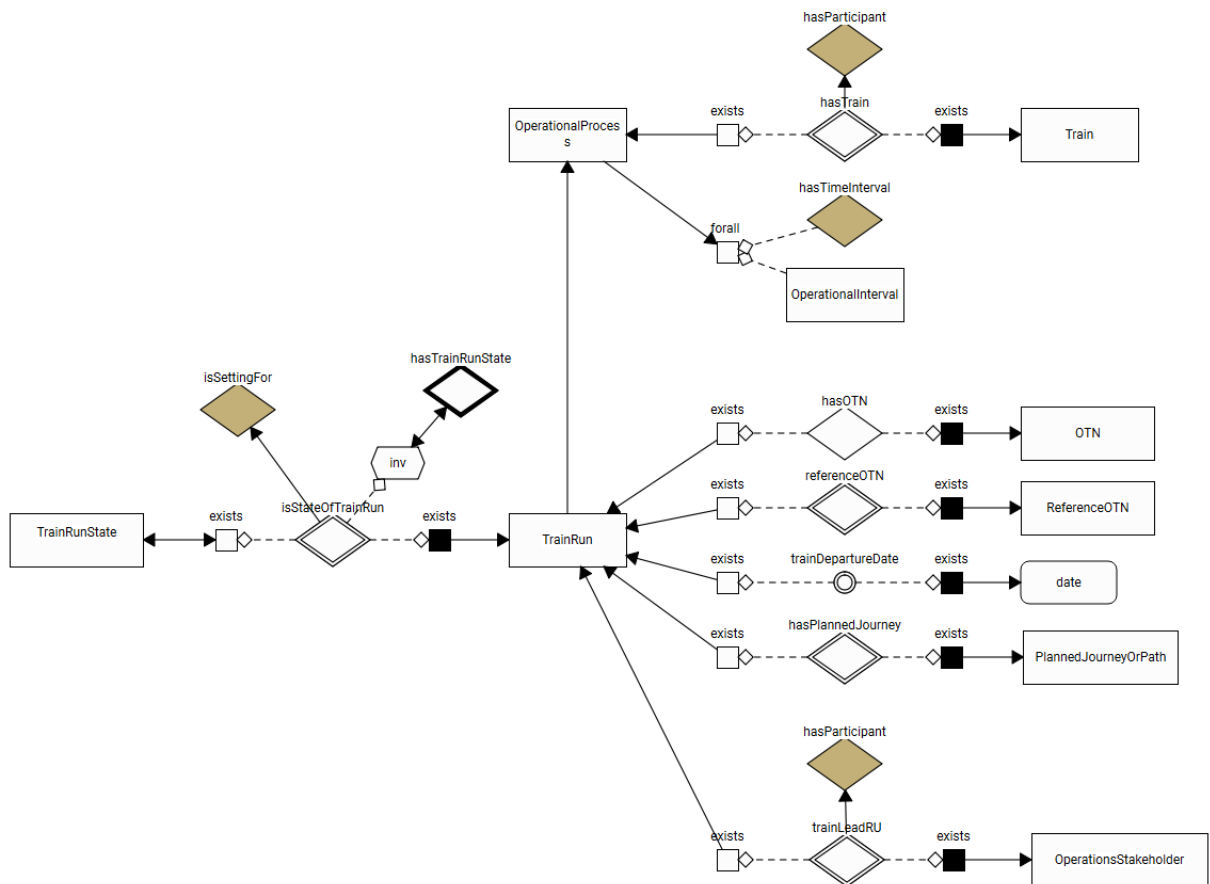 hasParticipant
exists
hasTrain
exists
OperationalProces
s
Train
hasTimeInterval
forall
OperationalInterval
hasTrainRunState
isSettingFor
inv
exists
isStateOfTrainRun
exists
TrainRunState
TrainRun
exists
hasOTN
exists
OTN
exists
referenceOTN
exists
ReferenceOTN
exists
trainDepartureDate
exists
date
exists
hasPlannedJourney
exists
PlannedJourneyOrPath
hasParticipant
exists
trainLeadRU
exists
OperationsStakeholder